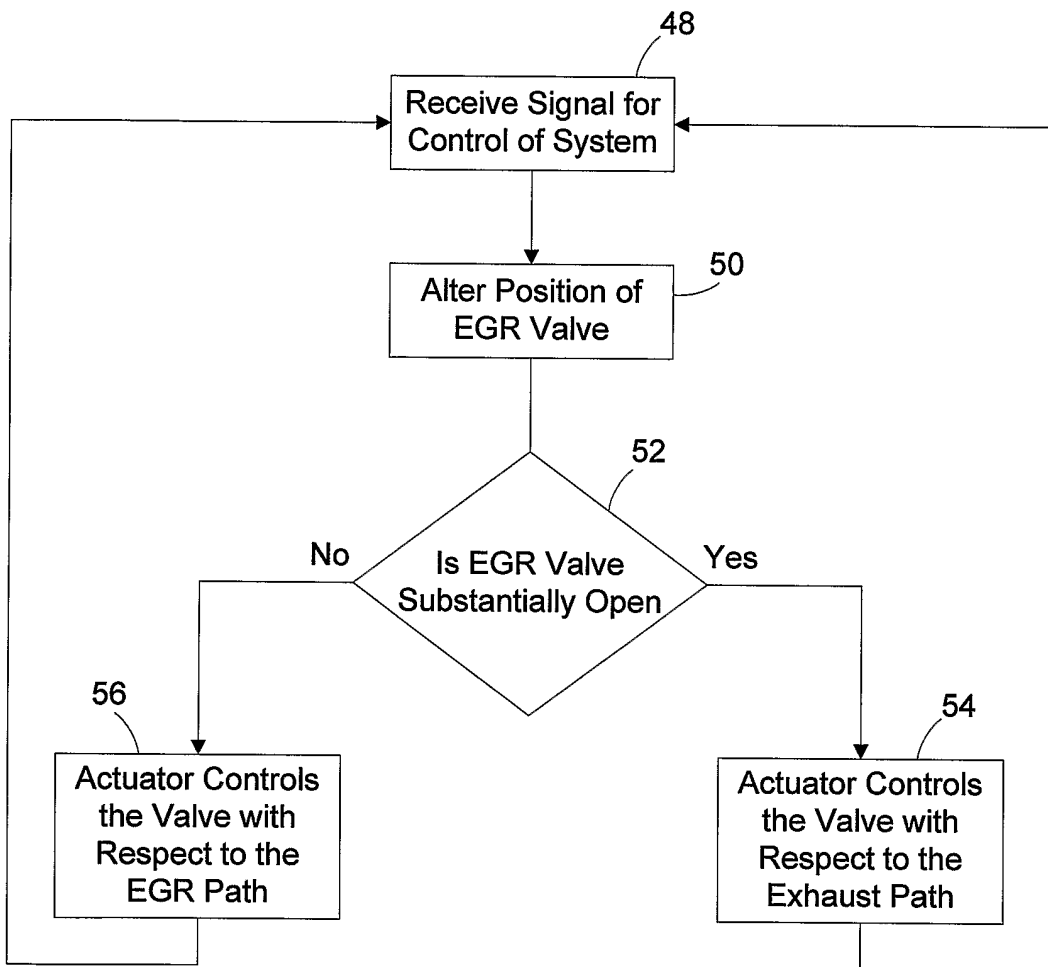 48
Receive Signal for
Control of System
50
Alter Position of
EGR Valve
52
No
Is EGR Valve
Substantially Open
Yes
56
Actuator Controls
the Valve with
Respect to the
EGR Path
54
Actuator Controls
the Valve with
Respect to the
Exhaust Path